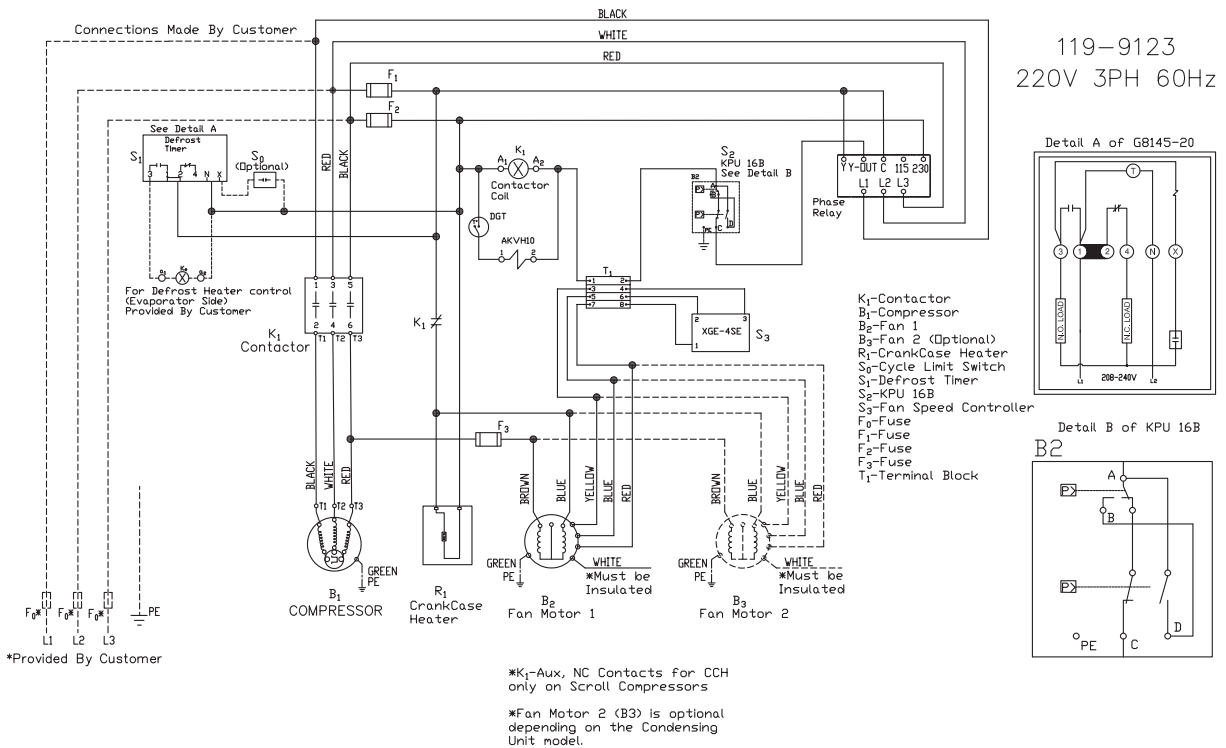 BLACK
WHITE
RED
Connections Made By Customer
119-9123
220V 3PH 60Hz
F1
F2
See Detail A
Defrost
Timer
S1
3 1 2 4 N X
S0
(Optional)
RED
BLACK
A1 K1 A2
Contactor
Coil
DGT
AKVH10
1 2
S2
KPU 16B
See Detail B
B2
P>
P>
A
B
C
D
PE
Y Y-OUT C 115 230
L1 L2 L3
Phase
Relay
Detail A of G8145-20
T
3 1 2 4 N X
N.O. LOAD
N.C. LOAD
208-240V
L1 L2
For Defrost Heater control
(Evaporator Side)
Provided By Customer
1 3 5
2 4 6
T1 T2 T3
K1
Contactor
K1
T1
1 2
3 4
5 6
7 8
2 3
XGE-4SE
1
S3
K1-Contactor
B1-Compressor
B2-Fan 1
B3-Fan 2 (Optional)
R1-CrankCase Heater
S0-Cycle Limit Switch
S1-Defrost Timer
S2-KPU 16B
S3-Fan Speed Controller
F0-Fuse
F1-Fuse
F2-Fuse
F3-Fuse
T1-Terminal Block
Detail B of KPU 16B
B2
P>
P>
A
B
C
D
PE
F3
BLACK
WHITE
RED
T1 T2 T3
GREEN
PE
B1
COMPRESSOR
R1
CrankCase
Heater
BROWN
BLUE
YELLOW
BLUE
RED
GREEN
PE
WHITE
*Must be
Insulated
B2
Fan Motor 1
BROWN
BLUE
YELLOW
BLUE
RED
GREEN
PE
WHITE
*Must be
Insulated
B3
Fan Motor 2
F0* F0* F0* PE
L1 L2 L3
*Provided By Customer
*K1-Aux, NC Contacts for CCH
only on Scroll Compressors
*Fan Motor 2 (B3) is optional
depending on the Condensing
Unit model.